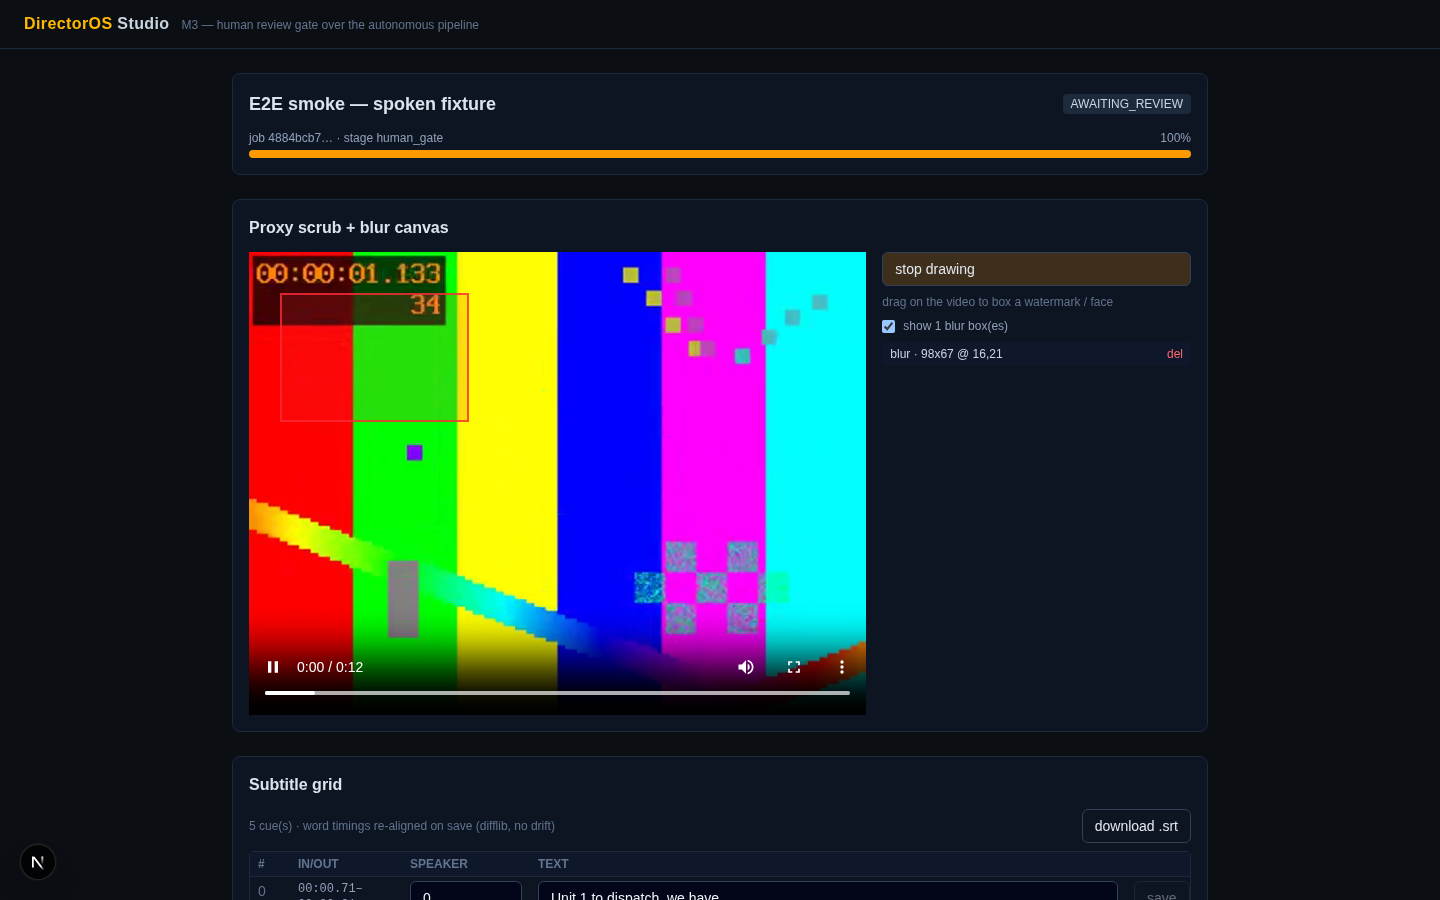 DirectorOS Studio M3 — human review gate over the autonomous pipeline
E2E smoke — spoken fixture
AWAITING_REVIEW
job 4884bcb7… · stage human_gate
100%
Proxy scrub + blur canvas
00:00:01.133
34
0:00 / 0:12
stop drawing
drag on the video to box a watermark / face
show 1 blur box(es)
blur · 98x67 @ 16,21 del
Subtitle grid
5 cue(s) · word timings re-aligned on save (difflib, no drift)
download .srt
# IN/OUT SPEAKER TEXT
0 00:00.71– 0 Unit 1 to dispatch, we have save
N